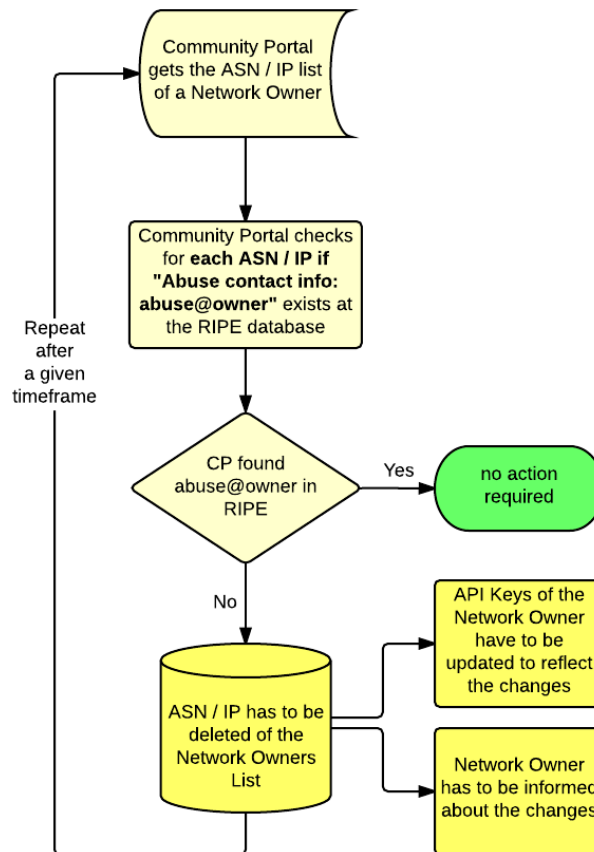 Community Portal
gets the ASN / IP list
of a Network Owner
Community Portal checks
for each ASN / IP if
"Abuse contact info:
abuse@owner" exists at
the RIPE database
Repeat
after
a given
timeframe
CP found
abuse@owner in
RIPE
Yes
no action
required
No
API Keys of the
Network Owner
have to be
updated to reflect
the changes
ASN / IP has to be
deleted of the
Network Owners
List
Network Owner
has to be informed
about the changes